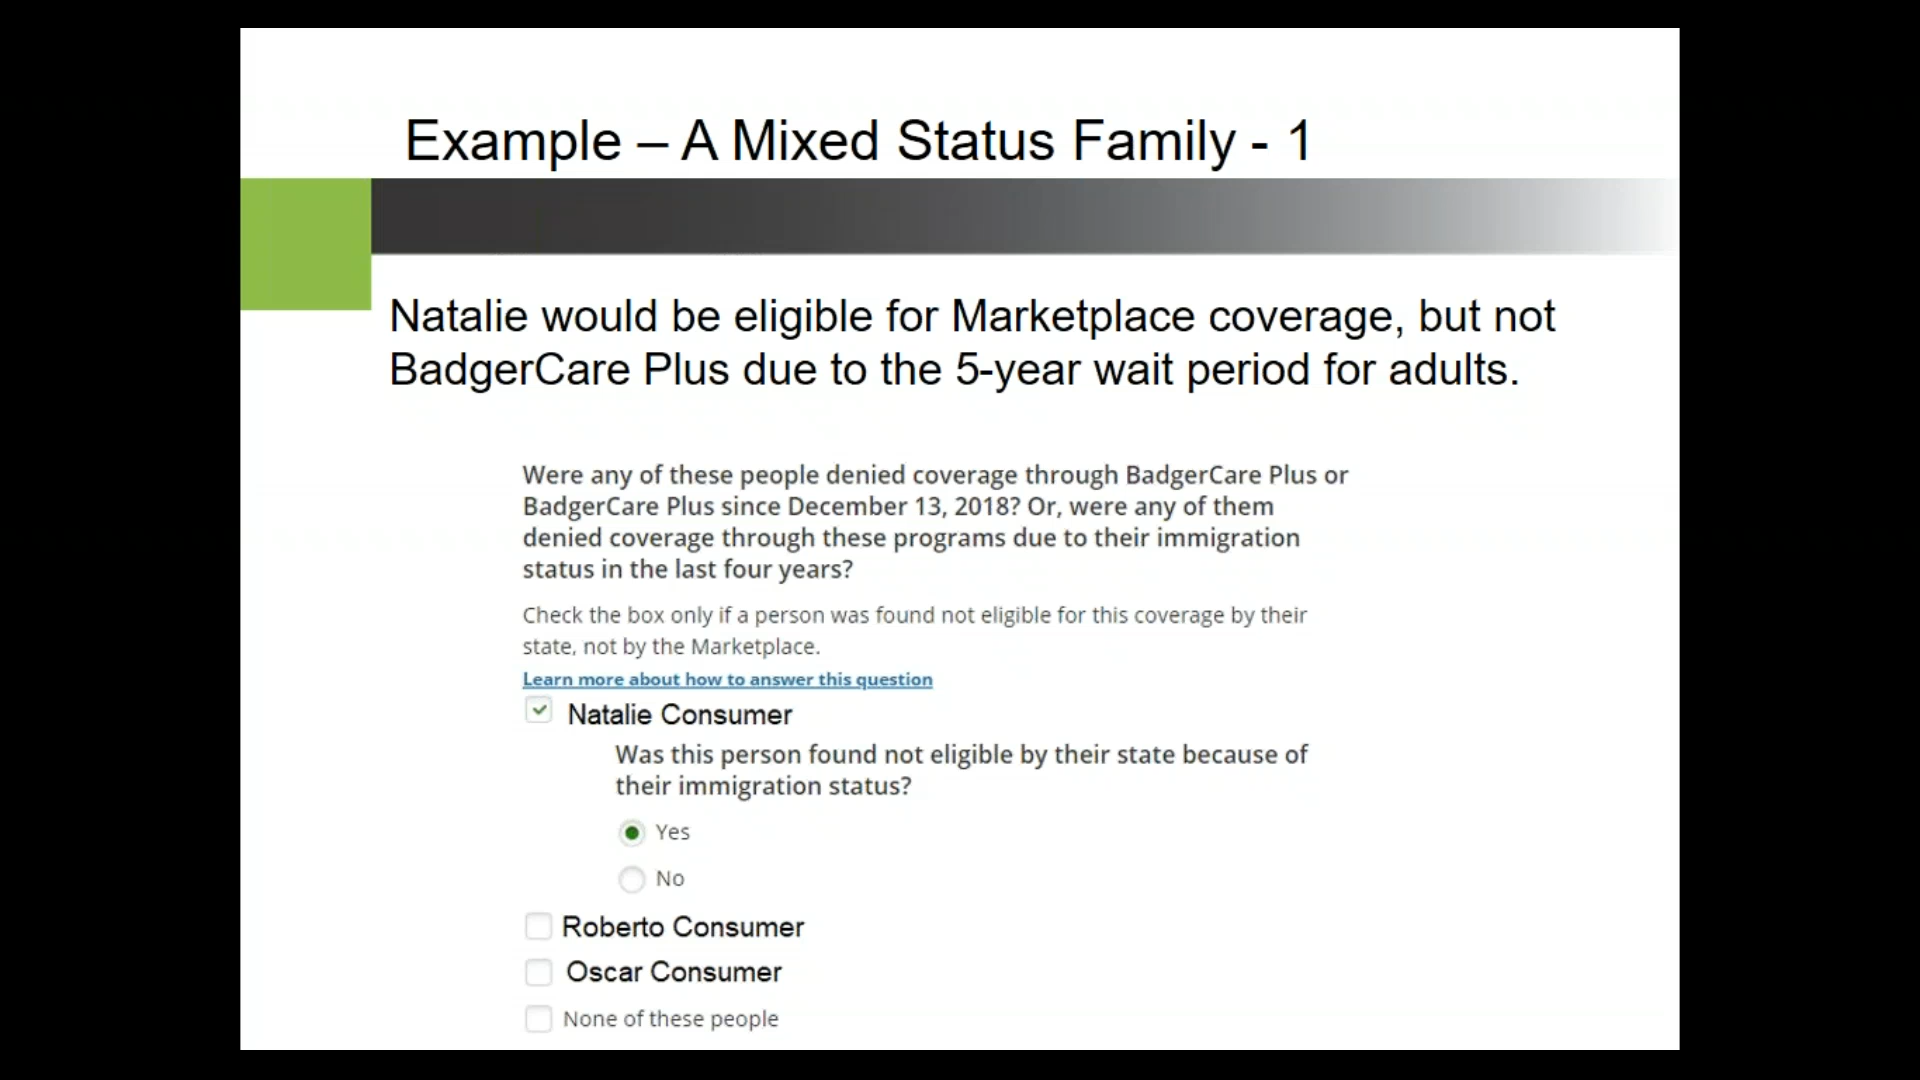 Example – A Mixed Status Family - 1
Natalie would be eligible for Marketplace coverage, but not
BadgerCare Plus due to the 5-year wait period for adults.
Were any of these people denied coverage through BadgerCare Plus or
BadgerCare Plus since December 13, 2018? Or, were any of them
denied coverage through these programs due to their immigration
status in the last four years?
Check the box only if a person was found not eligible for this coverage by their
state, not by the Marketplace.
Learn more about how to answer this question
Natalie Consumer
Was this person found not eligible by their state because of
their immigration status?
Yes
No
Roberto Consumer
Oscar Consumer
None of these people